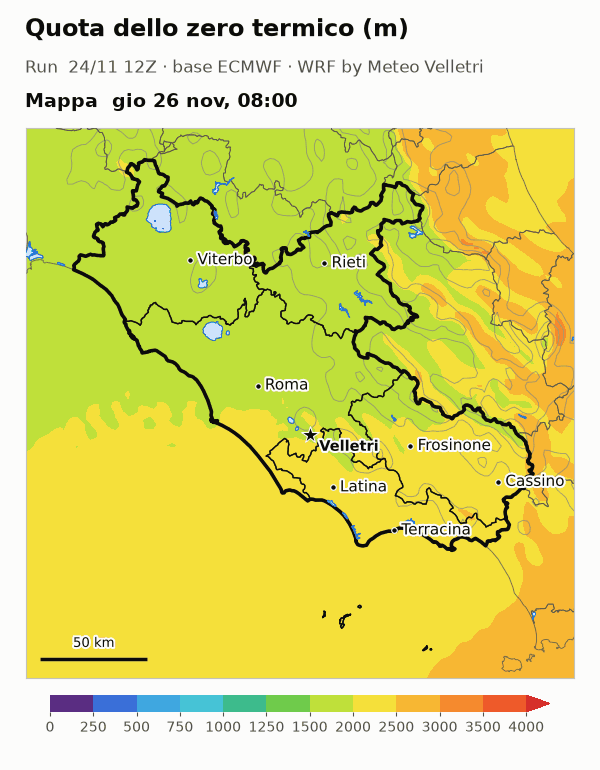 Quota dello zero termico (m)
Run 24/11 12Z · base ECMWF · WRF by Meteo Velletri
Mappa gio 26 nov, 08:00
Viterbo
Rieti
Roma
Velletri
Frosinone
Cassino
Latina
Terracina
50 km
0 250 500 750 1000 1250 1500 2000 2500 3000 3500 4000